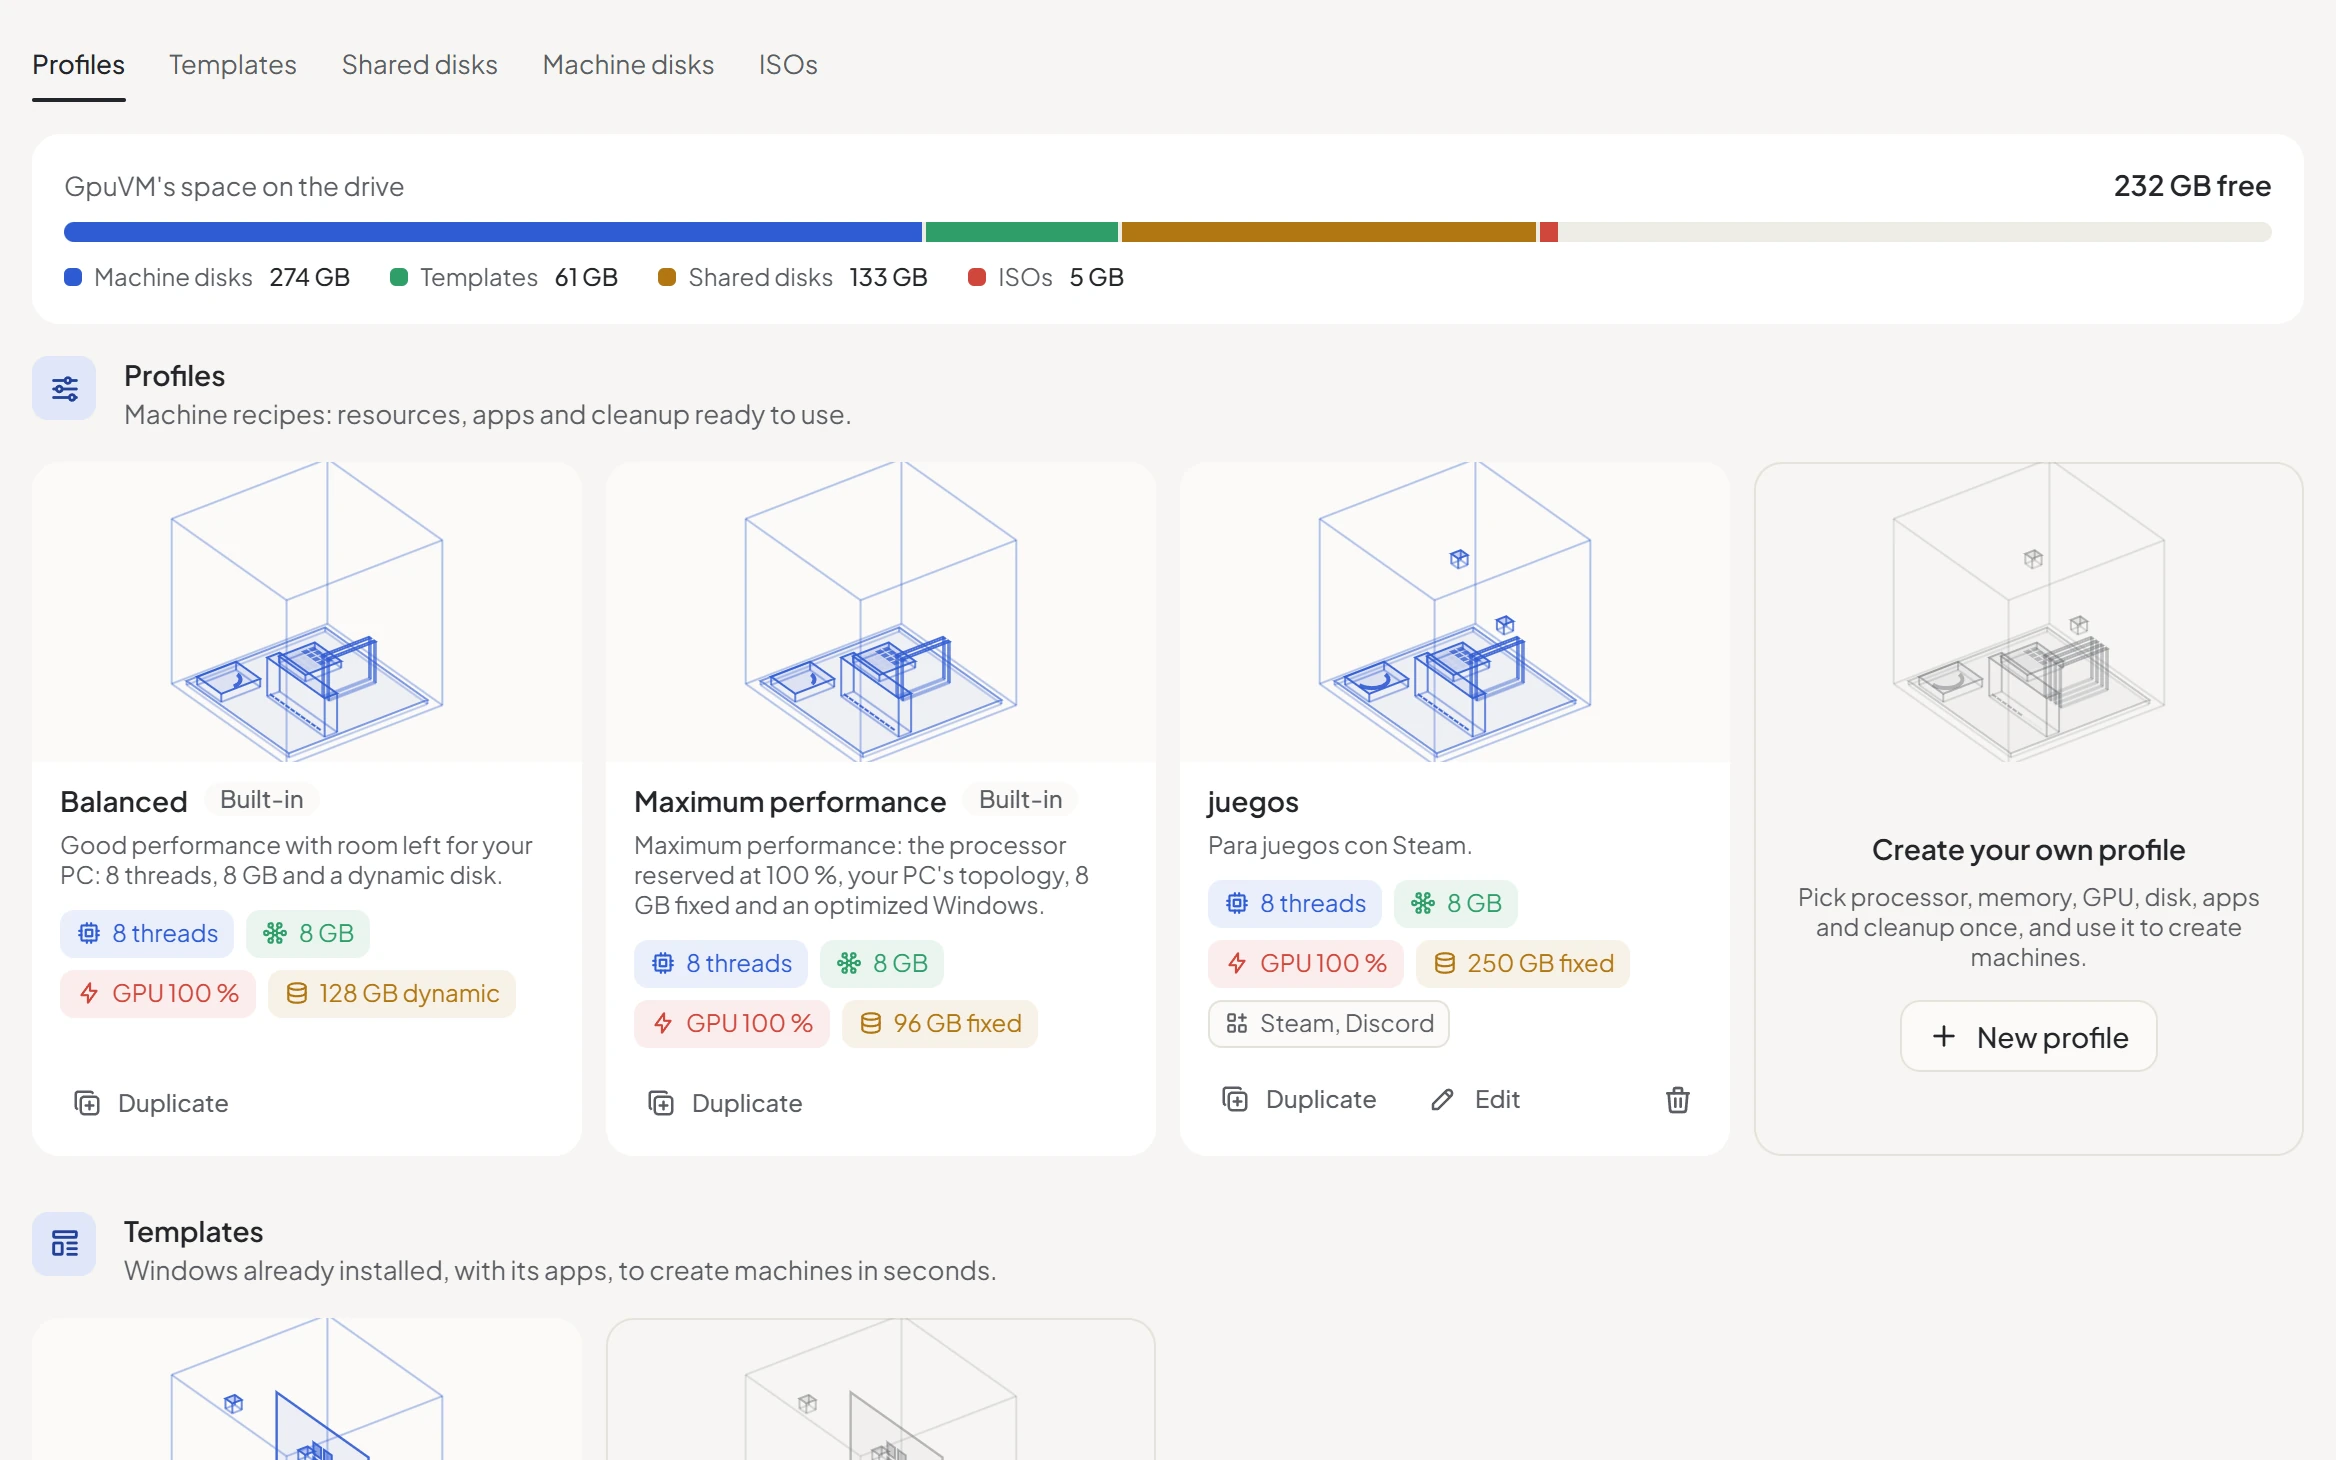 Profiles Templates Shared disks Machine disks ISOs
GpuVM's space on the drive 232 GB free
Machine disks 274 GB Templates 61 GB Shared disks 133 GB ISOs 5 GB
Profiles
Machine recipes: resources, apps and cleanup ready to use.
Balanced Built-in
Good performance with room left for your
PC: 8 threads, 8 GB and a dynamic disk.
8 threads 8 GB
GPU 100 % 128 GB dynamic
Duplicate
Maximum performance Built-in
Maximum performance: the processor
reserved at 100 %, your PC's topology, 8
GB fixed and an optimized Windows.
8 threads 8 GB
GPU 100 % 96 GB fixed
Duplicate
juegos
Para juegos con Steam.
8 threads 8 GB
GPU 100 % 250 GB fixed
Steam, Discord
Duplicate Edit
Create your own profile
Pick processor, memory, GPU, disk, apps
and cleanup once, and use it to create
machines.
New profile
Templates
Windows already installed, with its apps, to create machines in seconds.